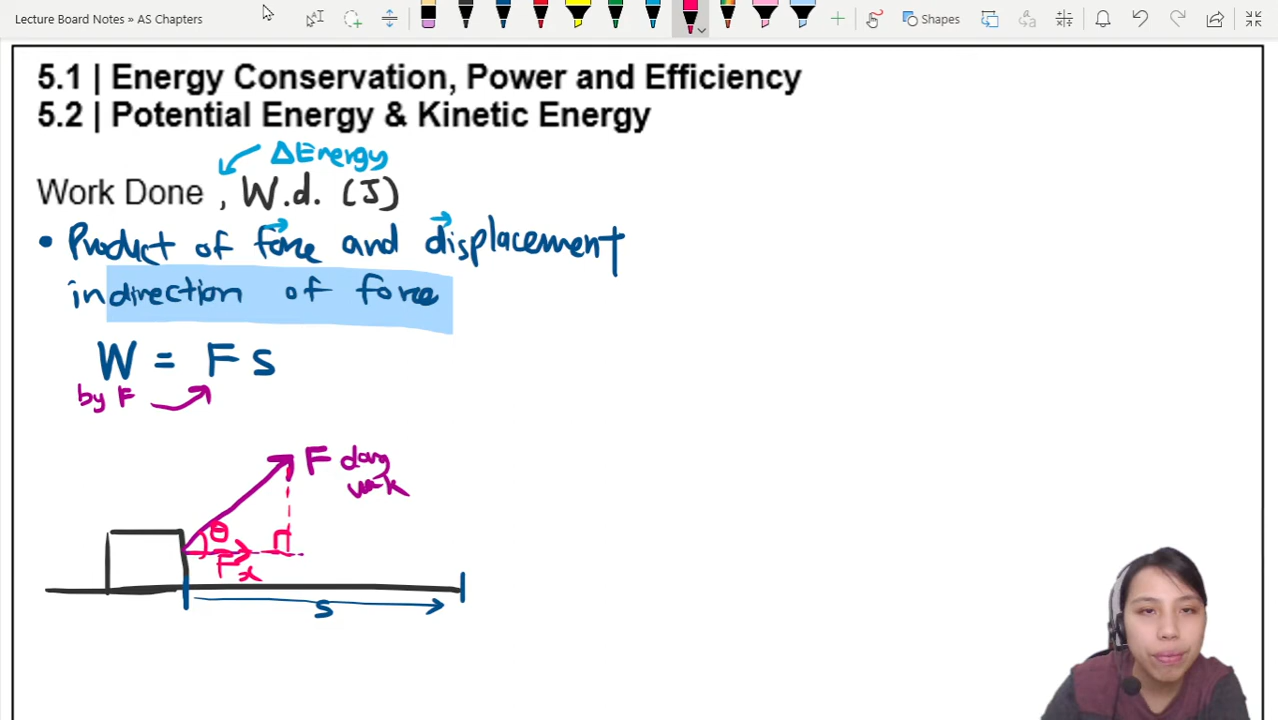 Lecture Board Notes » AS Chapters
Shapes
5.1 | Energy Conservation, Power and Efficiency
5.2 | Potential Energy & Kinetic Energy
ΔEnergy
Work Done , W.d. (J)
• Product of force and displacement
in direction of force
W = F s
by F
F doing
work
θ
Fx
s